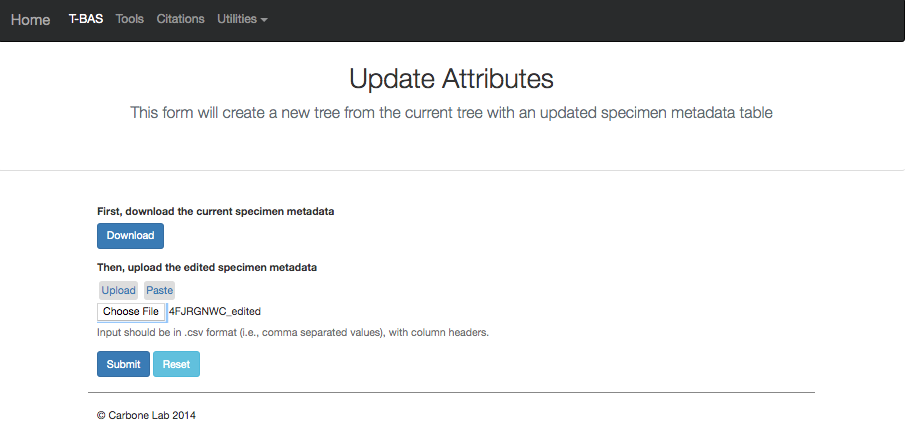 Home T-BAS Tools Citations Utilities
Update Attributes
This form will create a new tree from the current tree with an updated specimen metadata table
First, download the current specimen metadata
Download
Then, upload the edited specimen metadata
Upload Paste
Choose File 4FJRGNWC_edited
Input should be in .csv format (i.e., comma separated values), with column headers.
Submit Reset
© Carbone Lab 2014